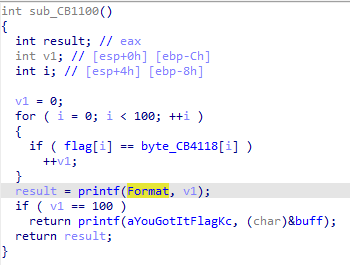 int sub_CB1100()
{
  int result; // eax
  int v1; // [esp+0h] [ebp-Ch]
  int i; // [esp+4h] [ebp-8h]

  v1 = 0;
  for ( i = 0; i < 100; ++i )
  {
    if ( flag[i] == byte_CB4118[i] )
      ++v1;
  }
  result = printf(Format, v1);
  if ( v1 == 100 )
    return printf(aYouGotItFlagKc, (char)&buff);
  return result;
}